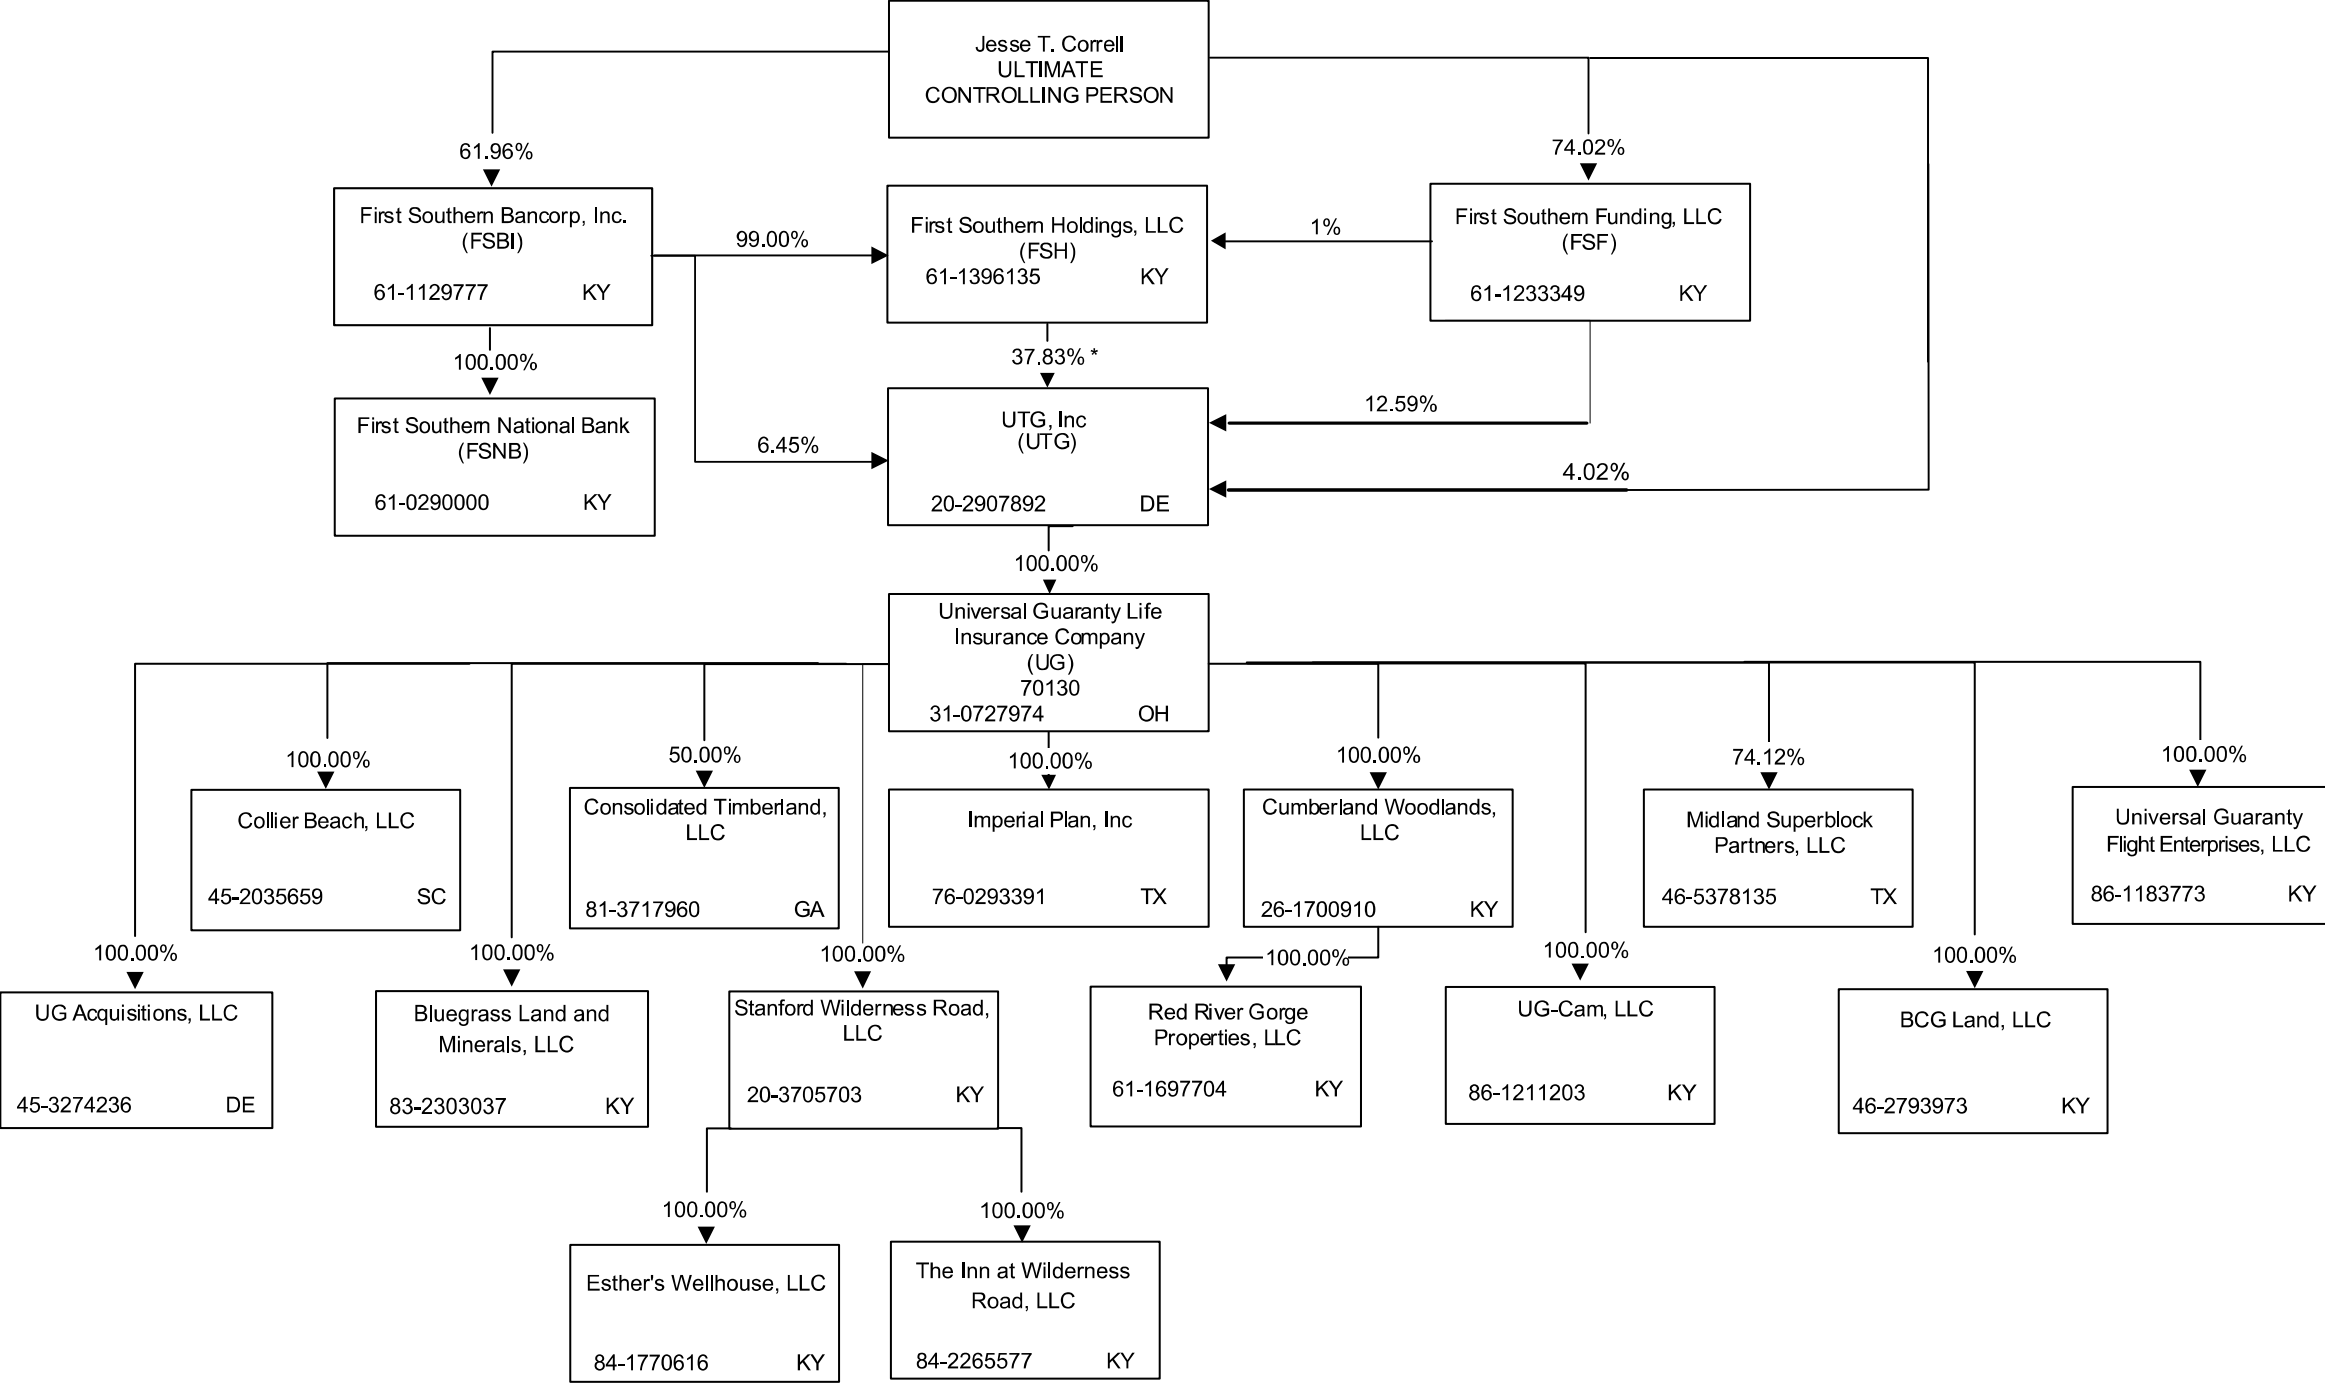 Jesse T. Correll
ULTIMATE
CONTROLLING PERSON
61.96%
74.02%
First Southern Bancorp, Inc.
(FSBI)
61-1129777 KY
99.00%
First Southern Holdings, LLC
(FSH)
61-1396135 KY
1%
First Southern Funding, LLC
(FSF)
61-1233349 KY
100.00%
37.83% *
First Southern National Bank
(FSNB)
61-0290000 KY
6.45%
UTG, Inc
(UTG)
20-2907892 DE
12.59%
4.02%
100.00%
Universal Guaranty Life
Insurance Company
(UG)
70130
31-0727974 OH
100.00%
50.00%
100.00%
100.00%
74.12%
100.00%
Collier Beach, LLC
45-2035659 SC
Consolidated Timberland,
LLC
81-3717960 GA
Imperial Plan, Inc
76-0293391 TX
Cumberland Woodlands,
LLC
26-1700910 KY
Midland Superblock
Partners, LLC
46-5378135 TX
Universal Guaranty
Flight Enterprises, LLC
86-1183773 KY
100.00%
100.00%
100.00%
100.00%
100.00%
100.00%
UG Acquisitions, LLC
45-3274236 DE
Bluegrass Land and
Minerals, LLC
83-2303037 KY
Stanford Wilderness Road,
LLC
20-3705703 KY
Red River Gorge
Properties, LLC
61-1697704 KY
UG-Cam, LLC
86-1211203 KY
BCG Land, LLC
46-2793973 KY
100.00%
100.00%
Esther's Wellhouse, LLC
84-1770616 KY
The Inn at Wilderness
Road, LLC
84-2265577 KY